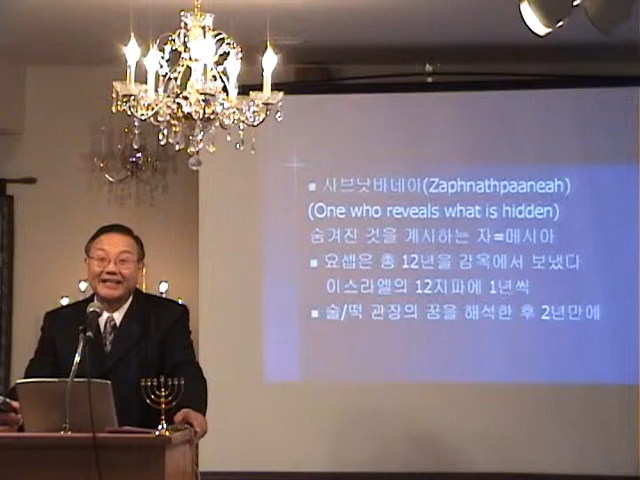 ▪ 사브낫바네아(Zaphnathpaaneah)
(One who reveals what is hidden)
숨겨진 것을 계시하는 자=메시아
▪ 요셉은 총 12년을 감옥에서 보냈다
이스라엘의 12지파에 1년씩
▪ 술/떡 관장의 꿈을 해석한 후 2년만에